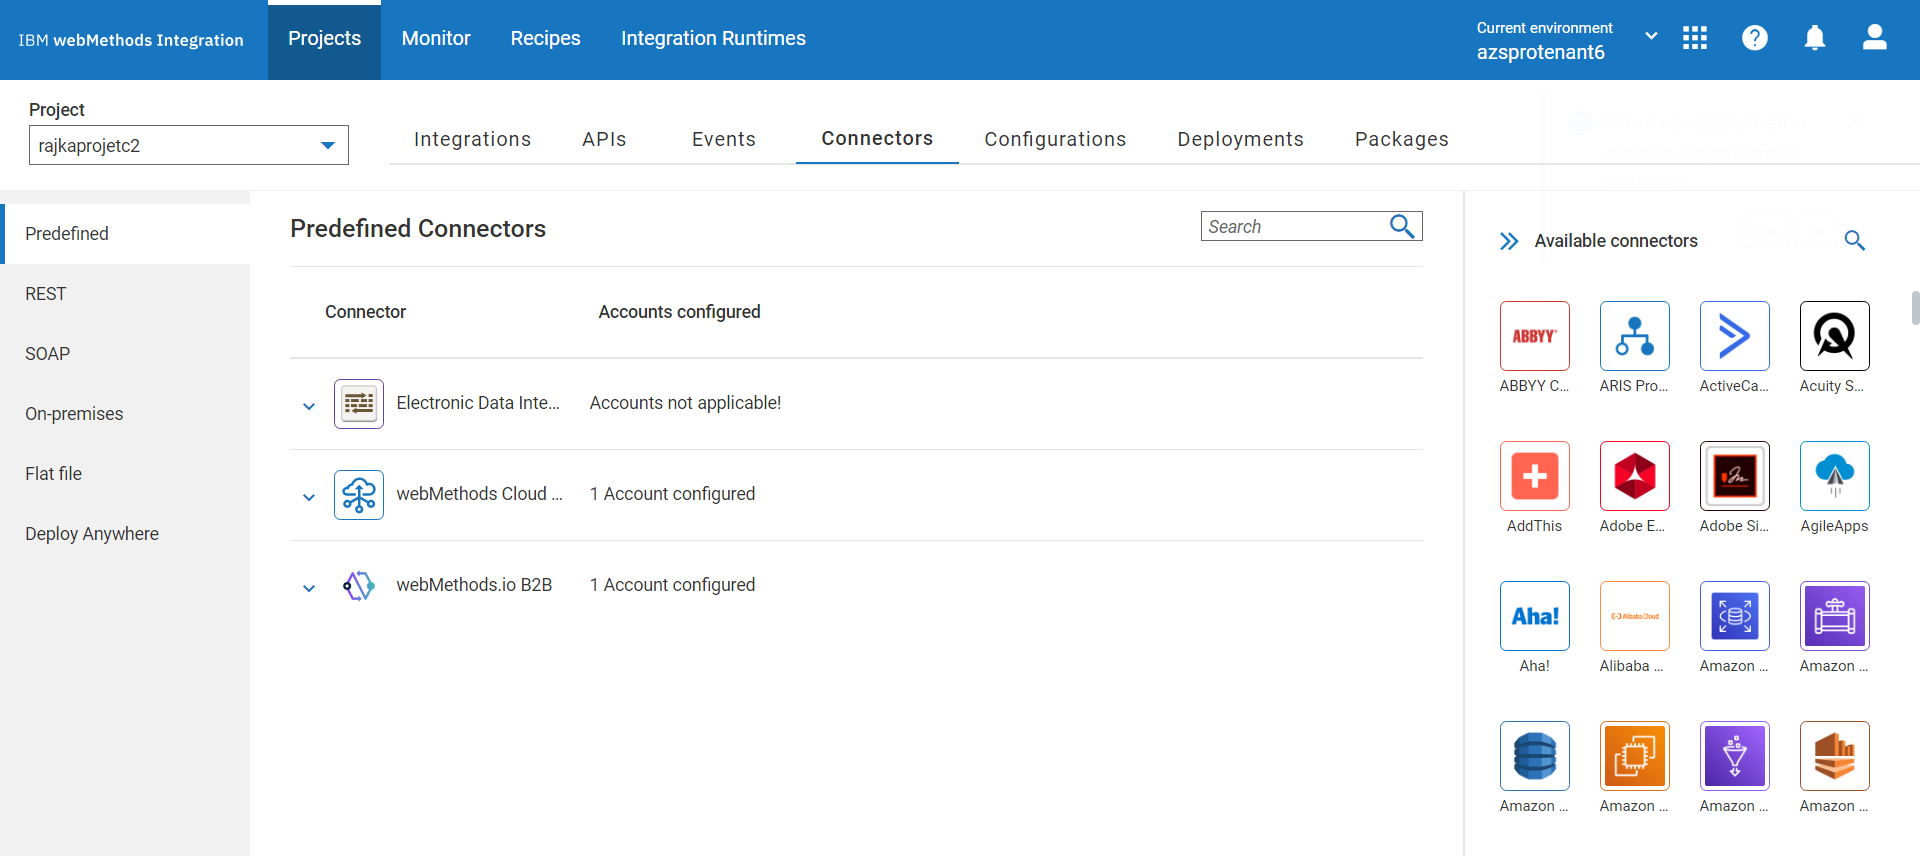 IBM webMethods Integration
Projects
Monitor
Recipes
Integration Runtimes
Current environment
azsprotenant6
Project
rajkaprojetc2
Integrations
APIs
Events
Connectors
Configurations
Deployments
Packages
Predefined
REST
SOAP
On-premises
Flat file
Deploy Anywhere
Predefined Connectors
Search
Connector
Accounts configured
Electronic Data Inte...
Accounts not applicable!
webMethods Cloud ...
1 Account configured
webMethods.io B2B
1 Account configured
Available connectors
ABBYY
ABBYY C...
ARIS Pro...
ActiveCa...
Acuity S...
AddThis
Adobe E...
Adobe Si...
AgileApps
Aha!
Alibaba Cloud
Aha!
Alibaba ...
Amazon ...
Amazon ...
Amazon ...
Amazon ...
Amazon ...
Amazon ...